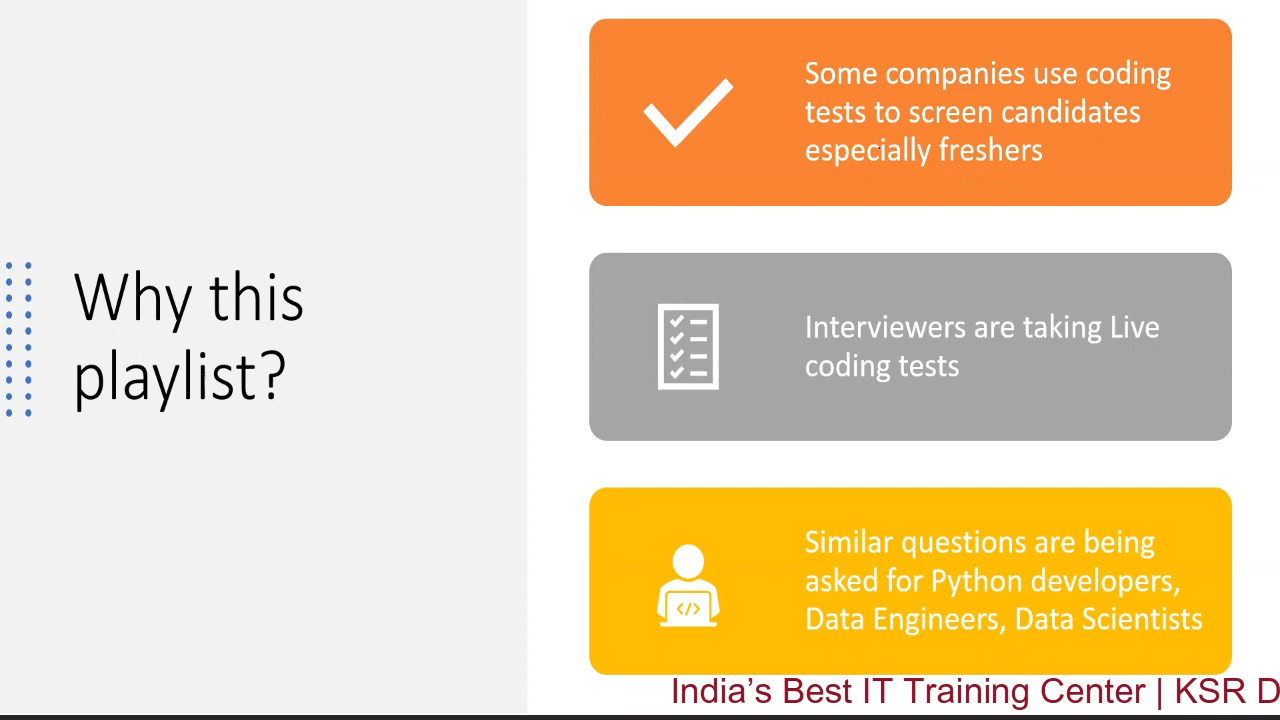 Why this
playlist?
Some companies use coding
tests to screen candidates
especially freshers
Interviewers are taking Live
coding tests
</>
Similar questions are being
asked for Python developers,
Data Engineers, Data Scientists
India’s Best IT Training Center | KSR D